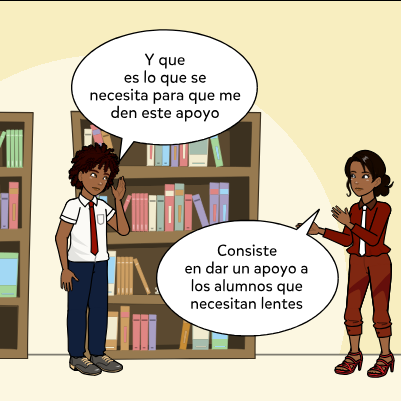 Y que
es lo que se
necesita para que me
den este apoyo
Consiste
en dar un apoyo a
los alumnos que
necesitan lentes